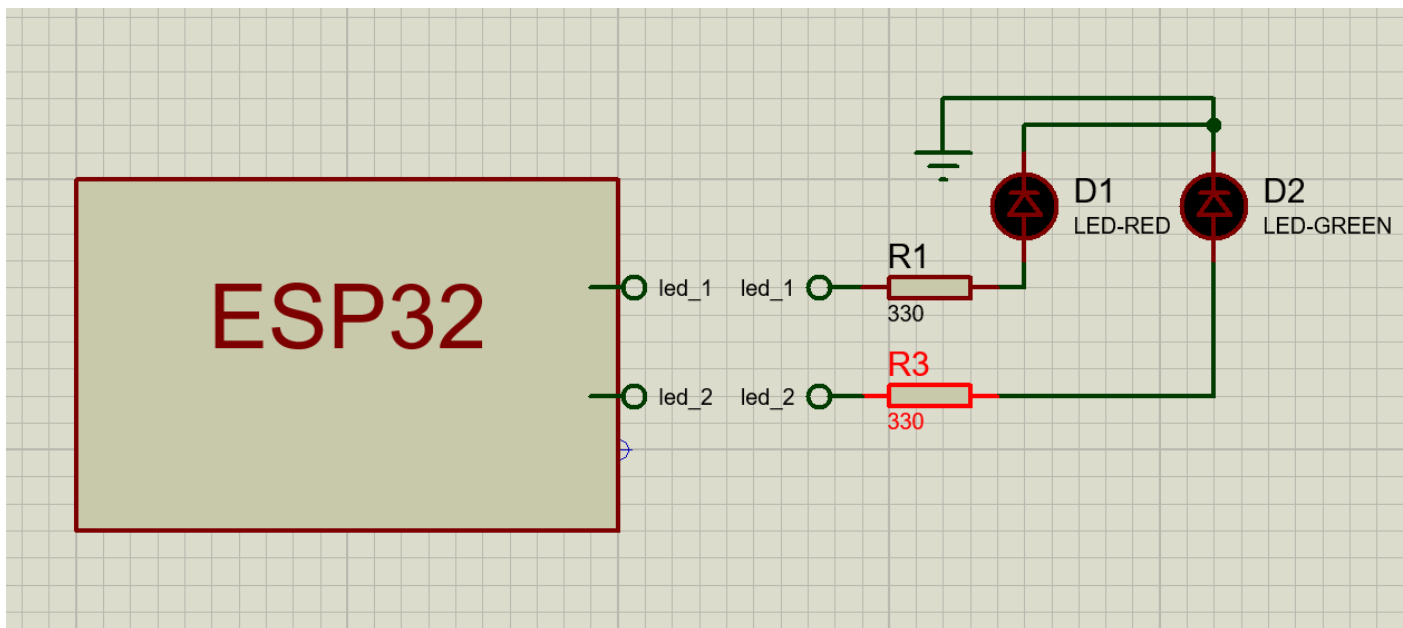 ESP32
led_1
led_2
led_1
led_2
R1
330
R3
330
D1
LED-RED
D2
LED-GREEN